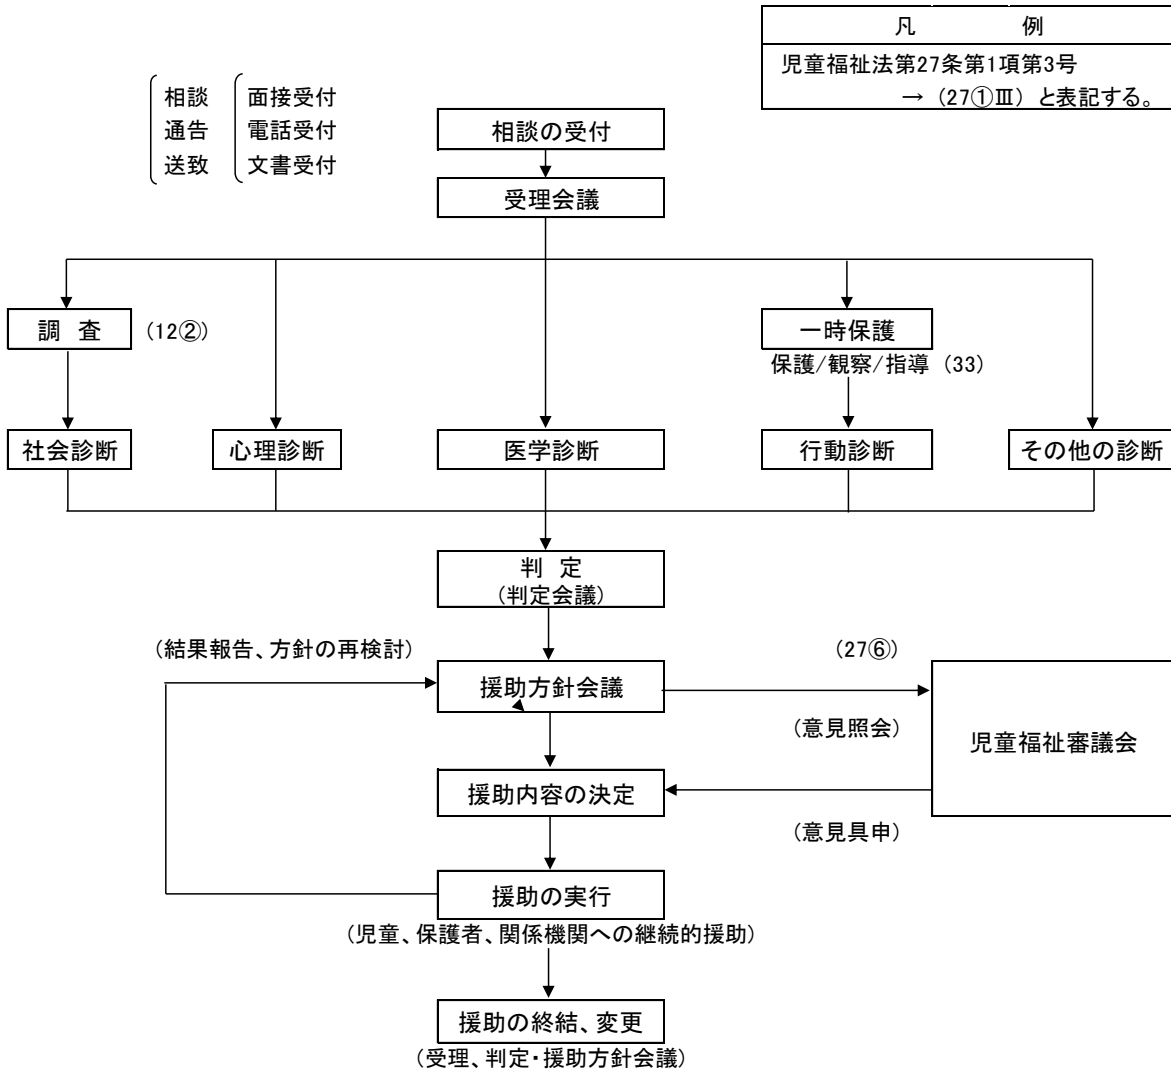 凡 例
児童福祉法第27条第1項第3号
→ (27①Ⅲ) と表記する。
相談 面接受付
通告 電話受付
送致 文書受付
相談の受付
受理会議
調 査 (12②)
一時保護
保護/観察/指導 (33)
社会診断
心理診断
医学診断
行動診断
その他の診断
判 定
(判定会議)
(結果報告、方針の再検討)
(27⑥)
援助方針会議
(意見照会)
児童福祉審議会
援助内容の決定
(意見具申)
援助の実行
(児童、保護者、関係機関への継続的援助)
援助の終結、変更
(受理、判定・援助方針会議)